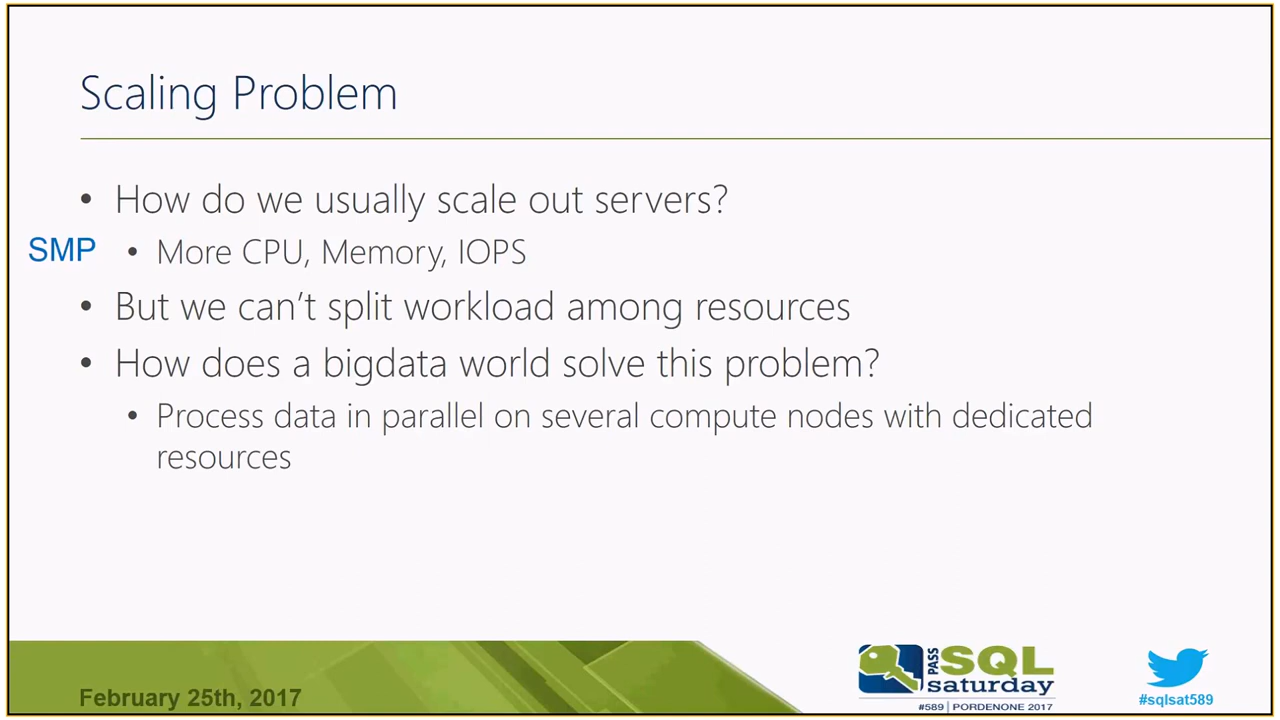 Scaling Problem
• How do we usually scale out servers?
SMP • More CPU, Memory, IOPS
• But we can't split workload among resources
• How does a bigdata world solve this problem?
• Process data in parallel on several compute nodes with dedicated
resources
February 25th, 2017
PASS
SQL
saturday
#589 | PORDENONE 2017
#sqlsat589